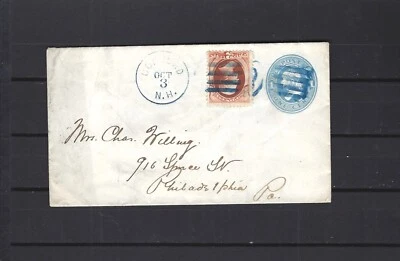 OCT
3
N.H.
Mrs. Chas. Willing.
916 Spruce St.
Philadelphia
Pa.